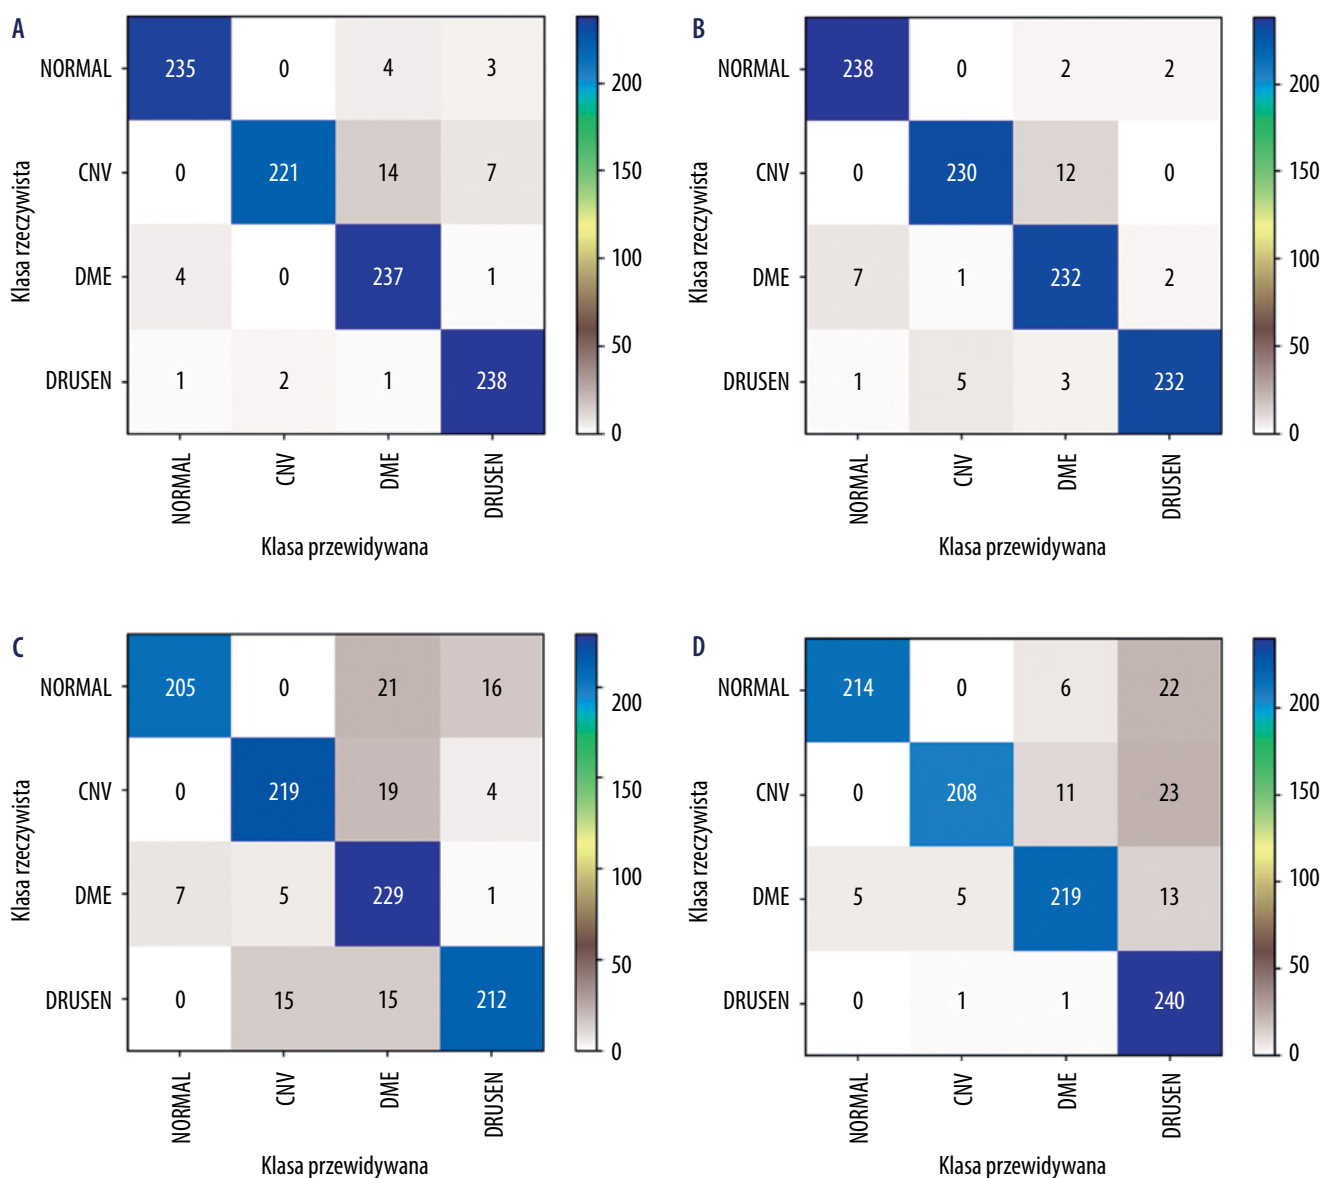 A
NORMAL 235 0 4 3
CNV 0 221 14 7
DME 4 0 237 1
DRUSEN 1 2 1 238
NORMAL CNV DME DRUSEN
Klasa rzeczywista
Klasa przewidywana
200
150
100
50
0
B
NORMAL 238 0 2 2
CNV 0 230 12 0
DME 7 1 232 2
DRUSEN 1 5 3 232
NORMAL CNV DME DRUSEN
Klasa rzeczywista
Klasa przewidywana
200
150
100
50
0
C
NORMAL 205 0 21 16
CNV 0 219 19 4
DME 7 5 229 1
DRUSEN 0 15 15 212
NORMAL CNV DME DRUSEN
Klasa rzeczywista
Klasa przewidywana
200
150
100
50
0
D
NORMAL 214 0 6 22
CNV 0 208 11 23
DME 5 5 219 13
DRUSEN 0 1 1 240
NORMAL CNV DME DRUSEN
Klasa rzeczywista
Klasa przewidywana
200
150
100
50
0